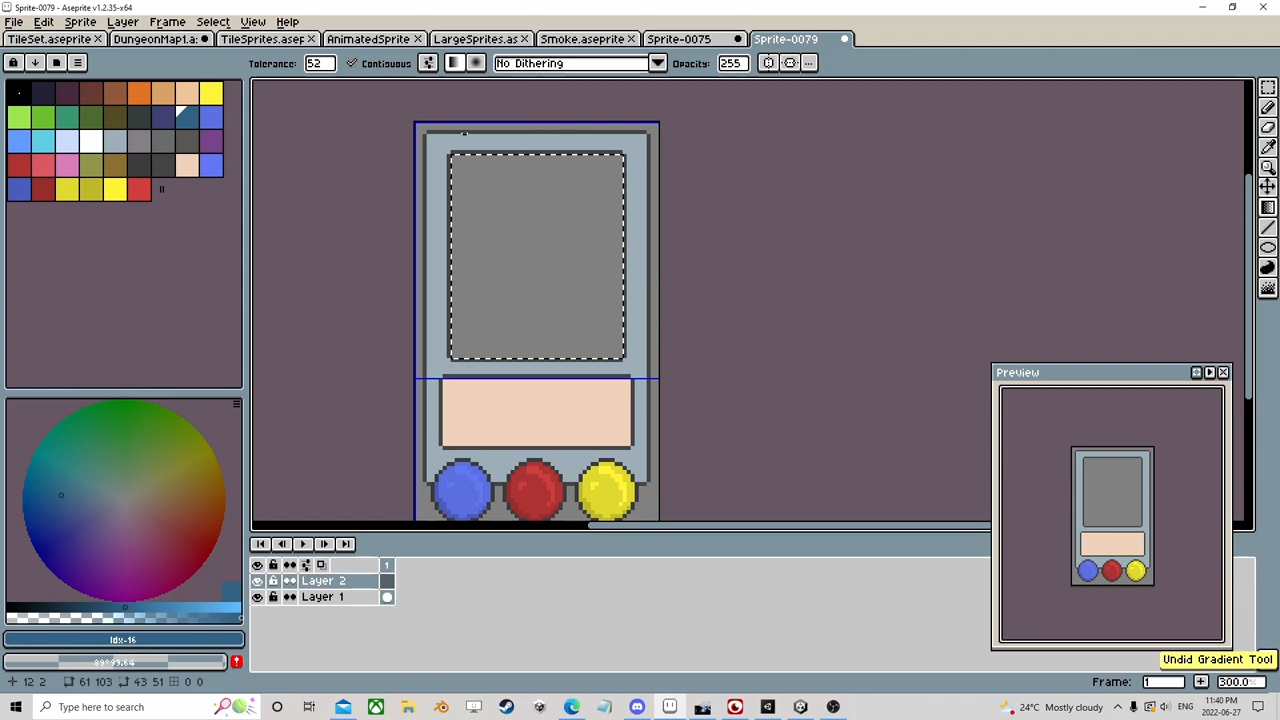 Sprite-0079 - Aseprite v1.2.35-x64
File Edit Sprite Layer Frame Select View Help
TileSet.aseprite DungeonMap1.a: TileSprites.asep AnimatedSprite LargeSprites.as Smoke.aseprite Sprite-0075 Sprite-0079
Tolerance: 52 Contiguous No Dithering Opacity: 255
Preview
1
Layer 2
Layer 1
Idx-16
Undid Gradient Tool
12 2 61 103 43 51 0 0 Frame: 1 300.0
Type here to search 24°C Mostly cloudy ENG 11:40 PM
2022-06-27